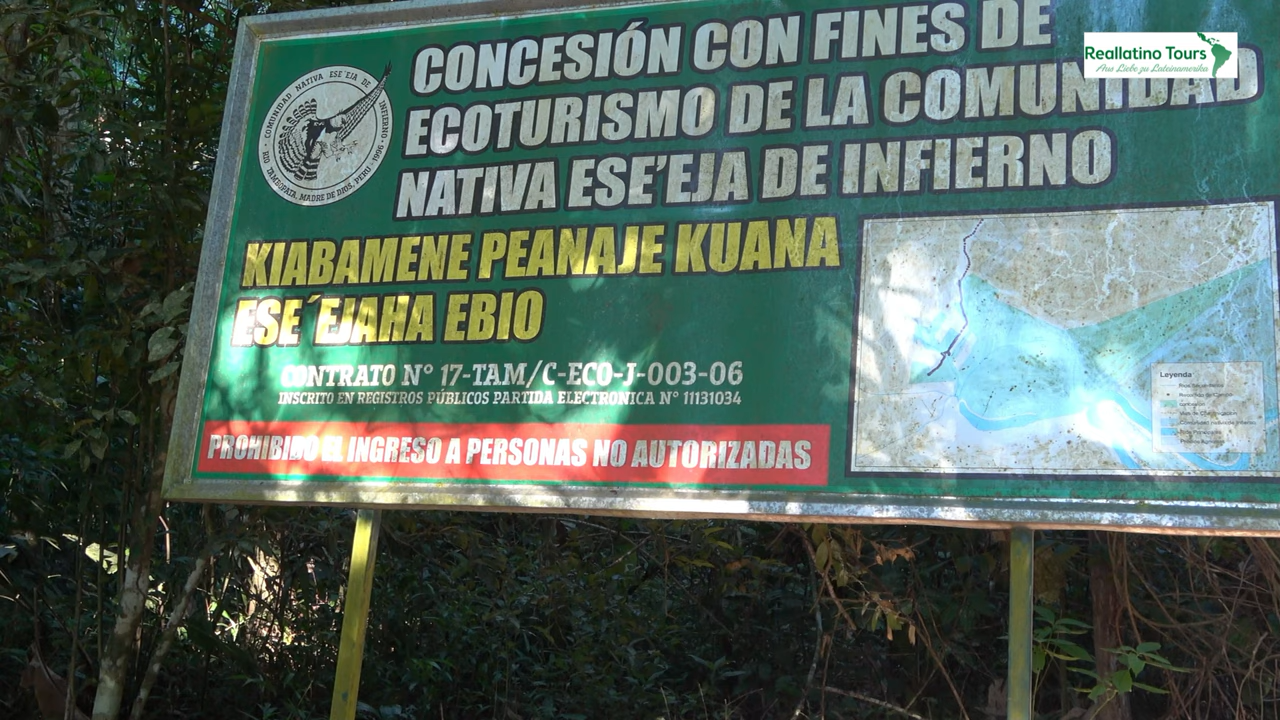 Reallatino Tours
Aus Liebe zu Lateinamerika
CONCESIÓN CON FINES DE
ECOTURISMO DE LA COMUNIDAD
NATIVA ESE'EJA DE INFIERNO
COMUNIDAD NATIVA ESE'EJA DE INFIERNO
RIO TAMBOPATA, MADRE DE DIOS, PERU 1990
KIABAMENE PEANAJE KUANA
ESE´EJAHA EBIO
CONTRATO N° 17-TAM/C-ECO-J-003-06
INSCRITO EN REGISTROS PÚBLICOS PARTIDA ELECTRONICA N° 11131034
PROHIBIDO EL INGRESO A PERSONAS NO AUTORIZADAS
Leyenda